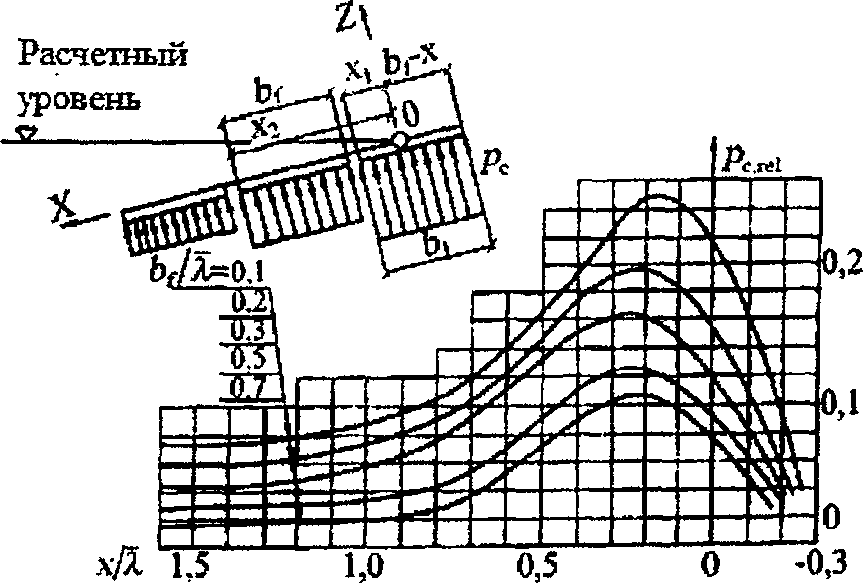 Z
Расчетный
уровень
b_f
x_1
b_1-x
x_2
0
p_c
X
b_1
p_c,rel
b_f/λ̄=0,1
0,2
0,3
0,5
0,7
0,2
0,1
0
x/λ̄ 1,5 1,0 0,5 0 -0,3